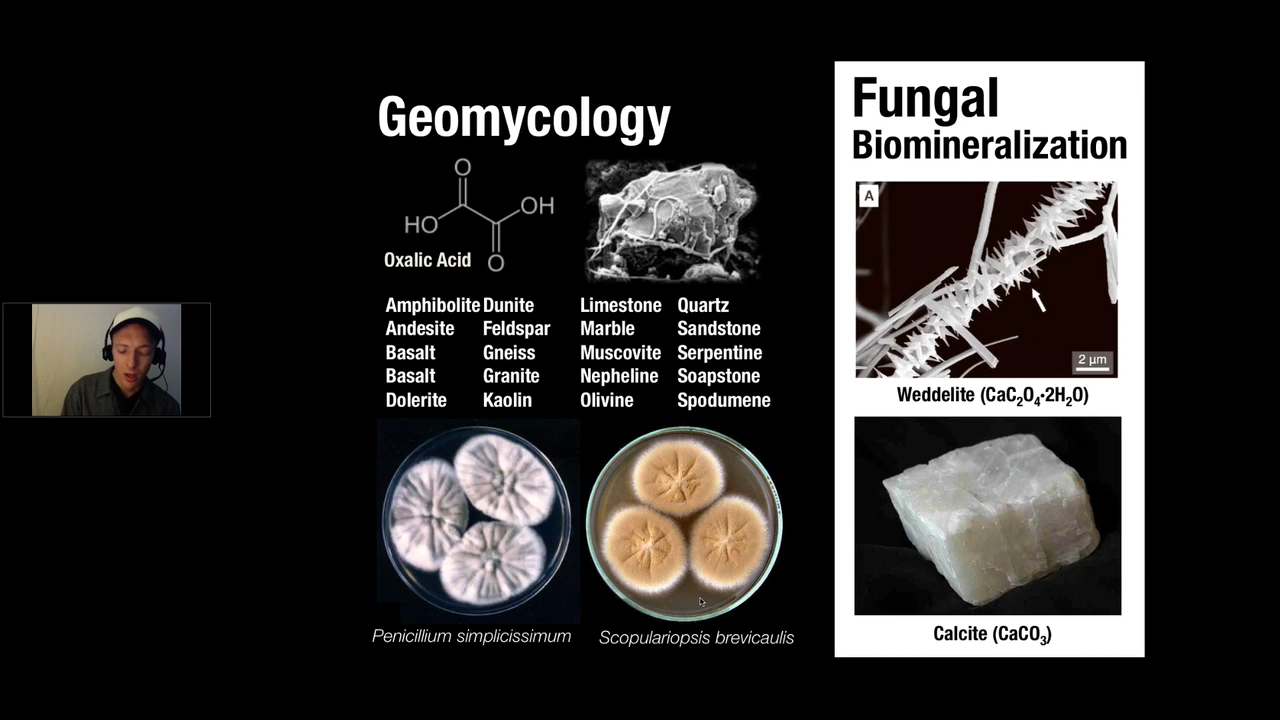 Geomycology
O
OH
HO
O
Oxalic Acid
Amphibolite Dunite Limestone Quartz
Andesite Feldspar Marble Sandstone
Basalt Gneiss Muscovite Serpentine
Basalt Granite Nepheline Soapstone
Dolerite Kaolin Olivine Spodumene
Penicillium simplicissimum
Scopulariopsis brevicaulis
Fungal
Biomineralization
A
2 µm
Weddelite (CaC₂O₄·2H₂O)
Calcite (CaCO₃)